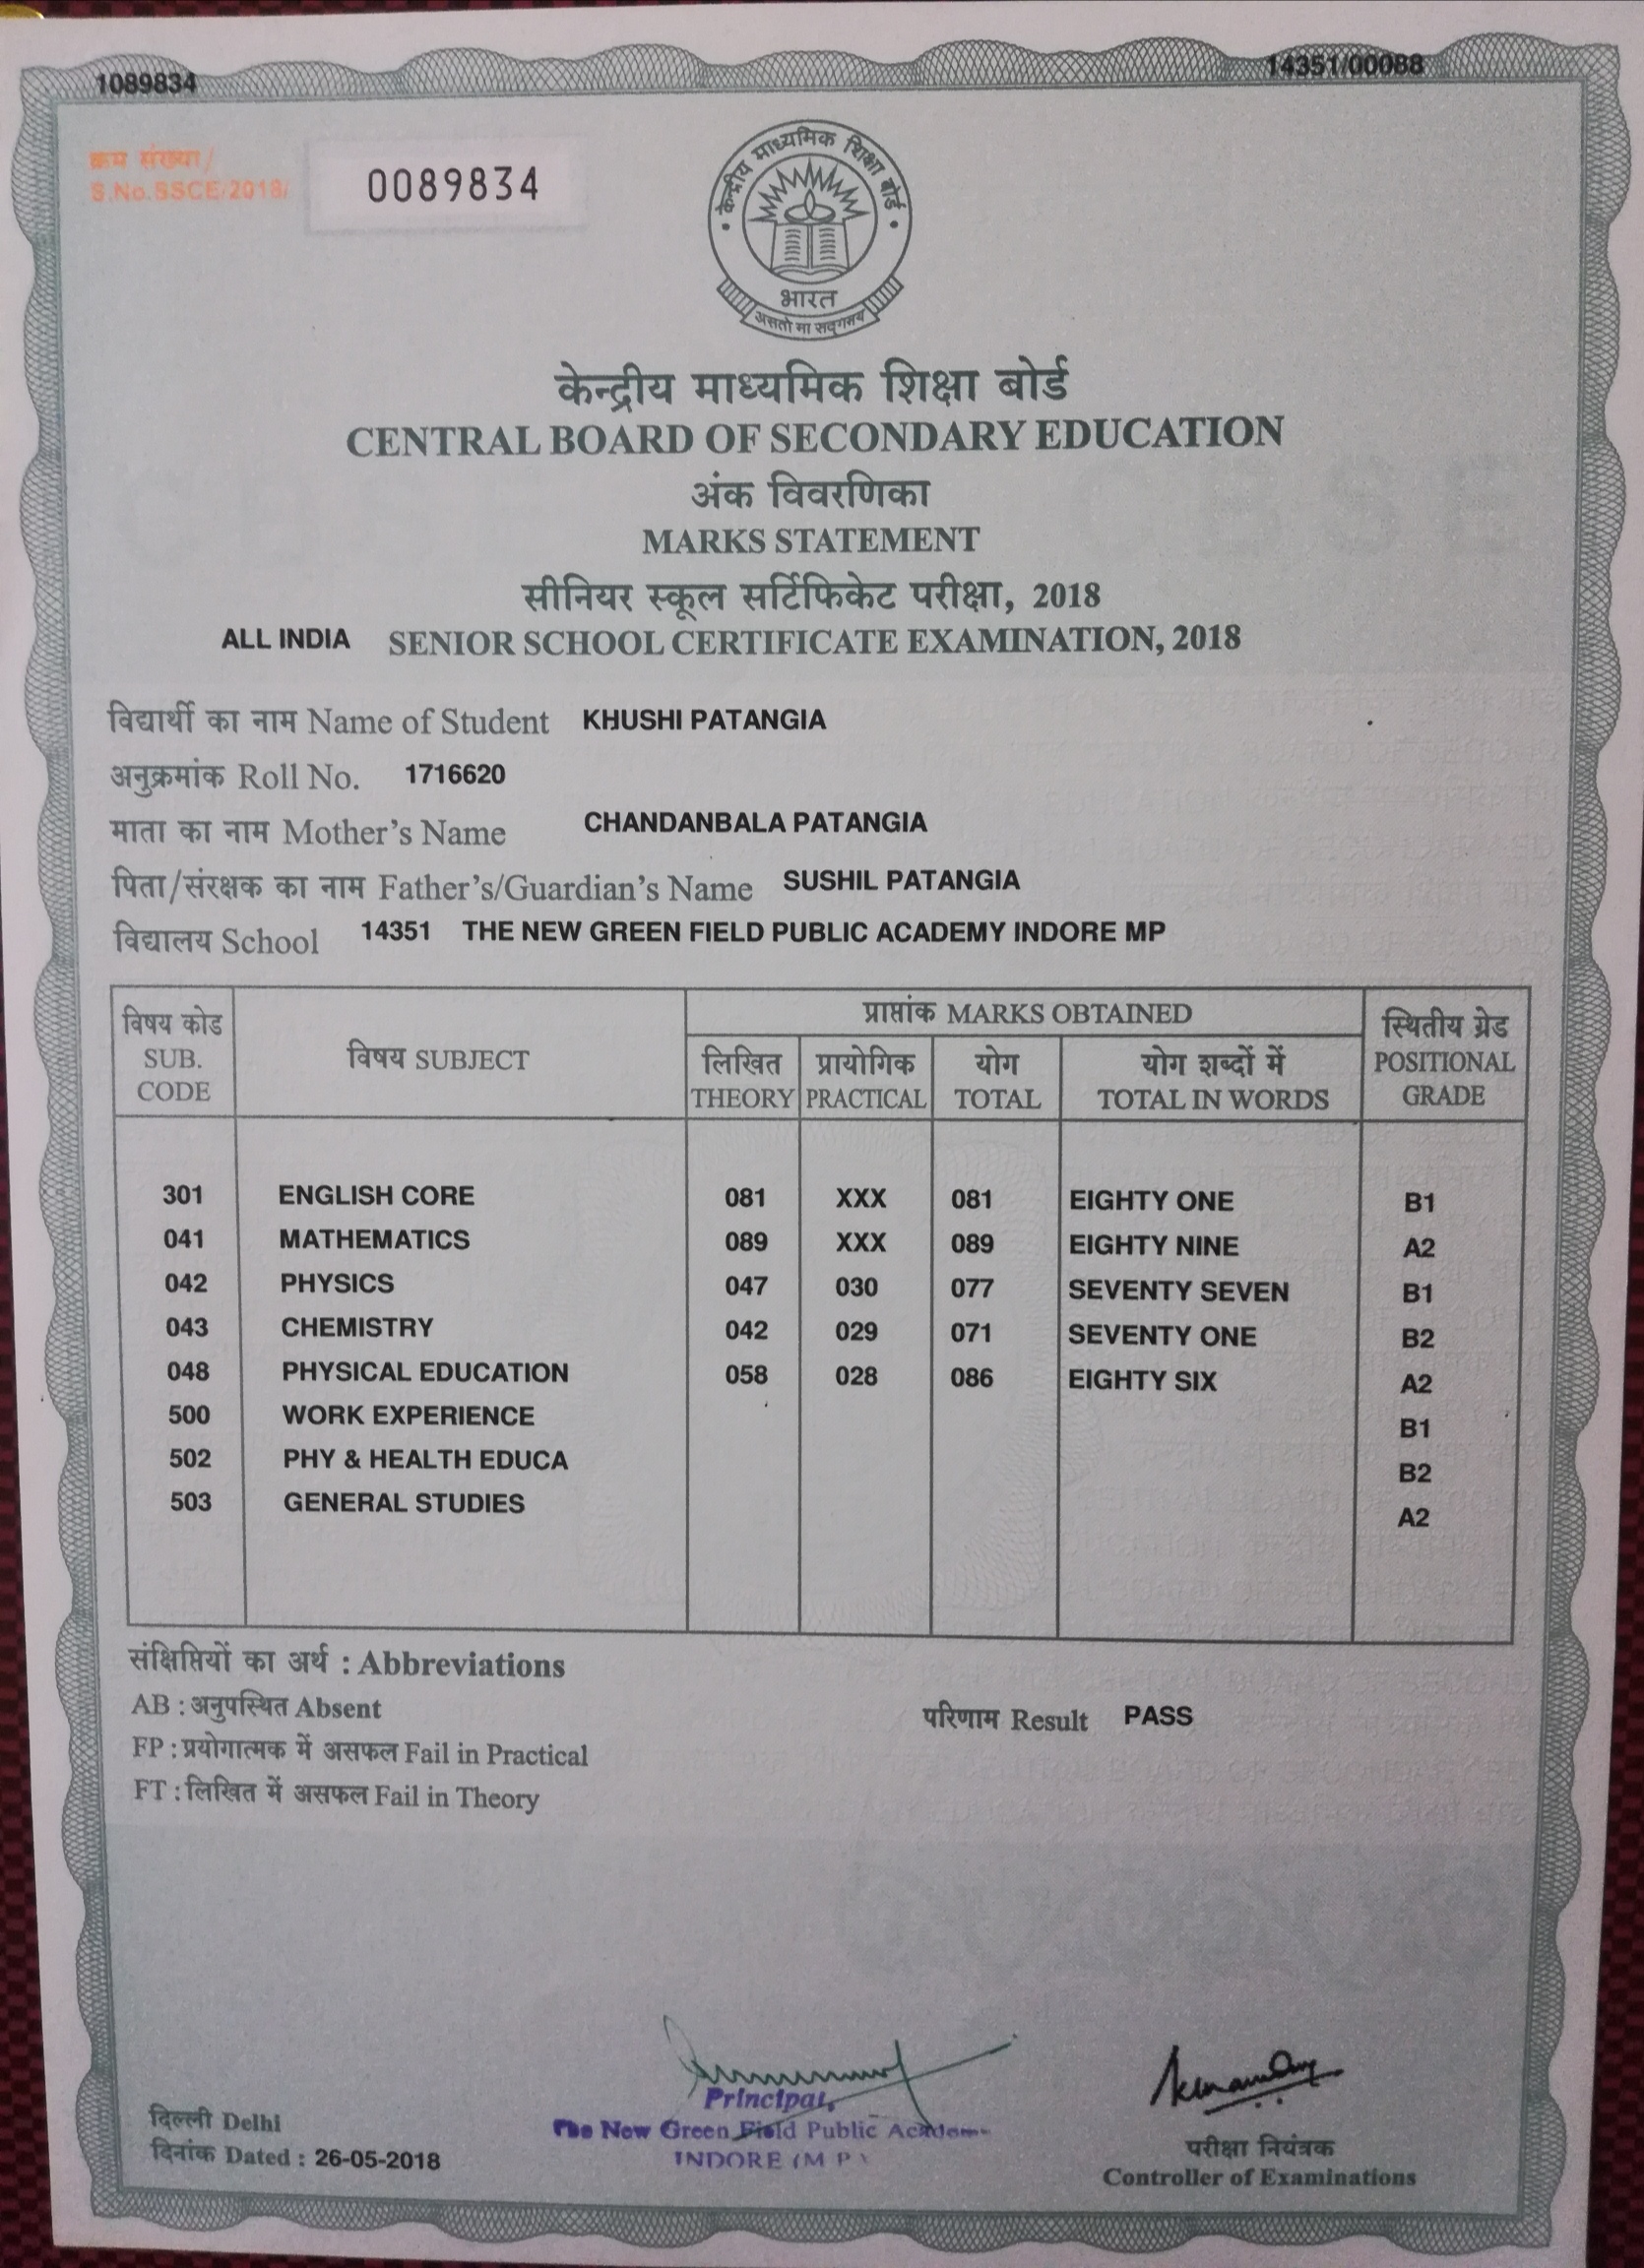 1089834
14351/00088
क्रम संख्या/
S.No.SSCE/2018/
0089834
केन्द्रीय माध्यमिक शिक्षा बोर्ड
भारत
असतो मा सद्गमय
केन्द्रीय माध्यमिक शिक्षा बोर्ड
CENTRAL BOARD OF SECONDARY EDUCATION
अंक विवरणिका
MARKS STATEMENT
सीनियर स्कूल सर्टिफिकेट परीक्षा, 2018
ALL INDIA SENIOR SCHOOL CERTIFICATE EXAMINATION, 2018
विद्यार्थी का नाम Name of Student KHUSHI PATANGIA
अनुक्रमांक Roll No. 1716620
माता का नाम Mother's Name CHANDANBALA PATANGIA
पिता/संरक्षक का नाम Father's/Guardian's Name SUSHIL PATANGIA
विद्यालय School 14351 THE NEW GREEN FIELD PUBLIC ACADEMY INDORE MP
विषय कोड SUB. CODE
विषय SUBJECT
प्राप्तांक MARKS OBTAINED
लिखित THEORY
प्रायोगिक PRACTICAL
योग TOTAL
योग शब्दों में TOTAL IN WORDS
स्थितीय ग्रेड POSITIONAL GRADE
301 ENGLISH CORE 081 XXX 081 EIGHTY ONE B1
041 MATHEMATICS 089 XXX 089 EIGHTY NINE A2
042 PHYSICS 047 030 077 SEVENTY SEVEN B1
043 CHEMISTRY 042 029 071 SEVENTY ONE B2
048 PHYSICAL EDUCATION 058 028 086 EIGHTY SIX A2
500 WORK EXPERIENCE B1
502 PHY & HEALTH EDUCA B2
503 GENERAL STUDIES A2
संक्षिप्तियों का अर्थ : Abbreviations
AB : अनुपस्थित Absent
परिणाम Result PASS
FP : प्रयोगात्मक में असफल Fail in Practical
FT : लिखित में असफल Fail in Theory
Principal,
The New Green Field Public Academy
INDORE (M P)
दिल्ली Delhi
दिनांक Dated : 26-05-2018
परीक्षा नियंत्रक
Controller of Examinations